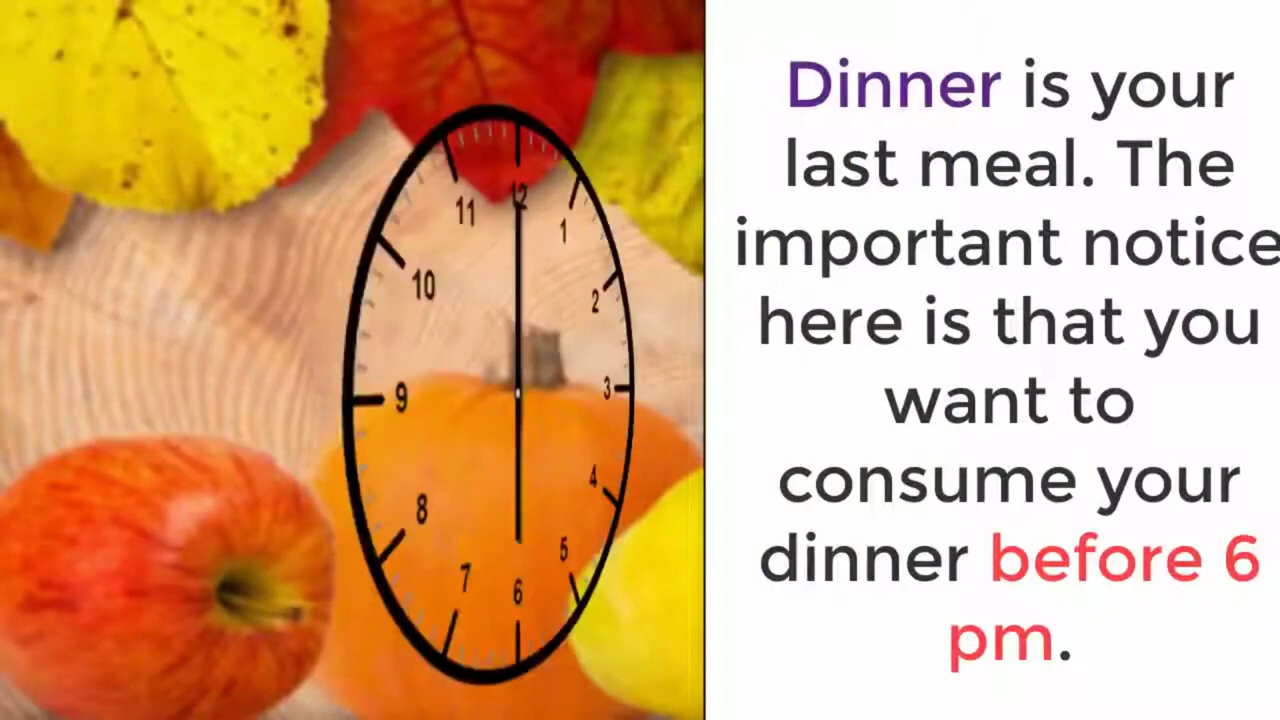 12
11
1
10
2
9
3
8
4
7
5
6
Dinner is your
last meal. The
important notice
here is that you
want to
consume your
dinner before 6
pm.